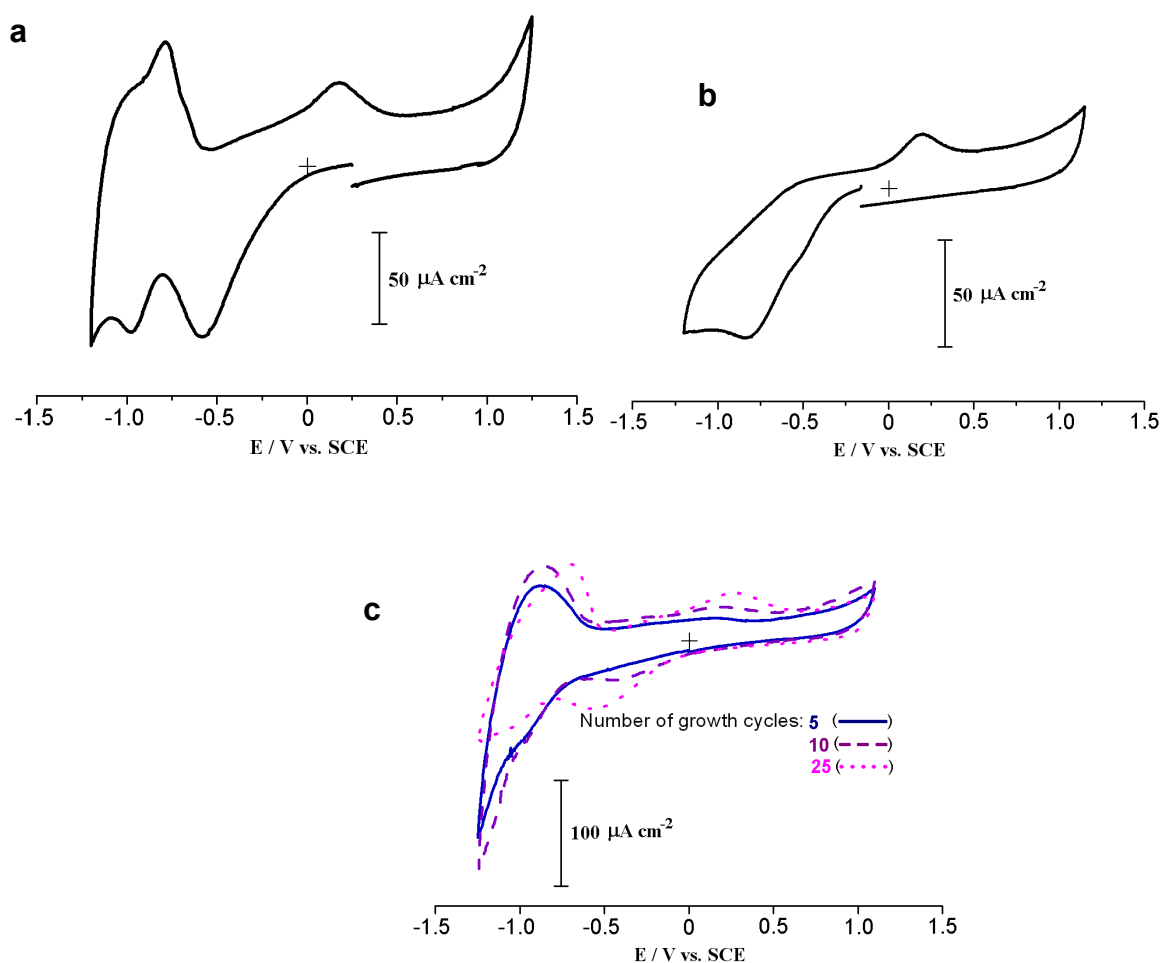 a
50 μA cm-2
-1.5 -1.0 -0.5 0 0.5 1.0 1.5
E / V vs. SCE
b
50 μA cm-2
-1.5 -1.0 -0.5 0 0.5 1.0 1.5
E / V vs. SCE
c
Number of growth cycles: 5 ( )
10 ( )
25 ( )
100 μA cm-2
-1.5 -1.0 -0.5 0 0.5 1.0 1.5
E / V vs. SCE